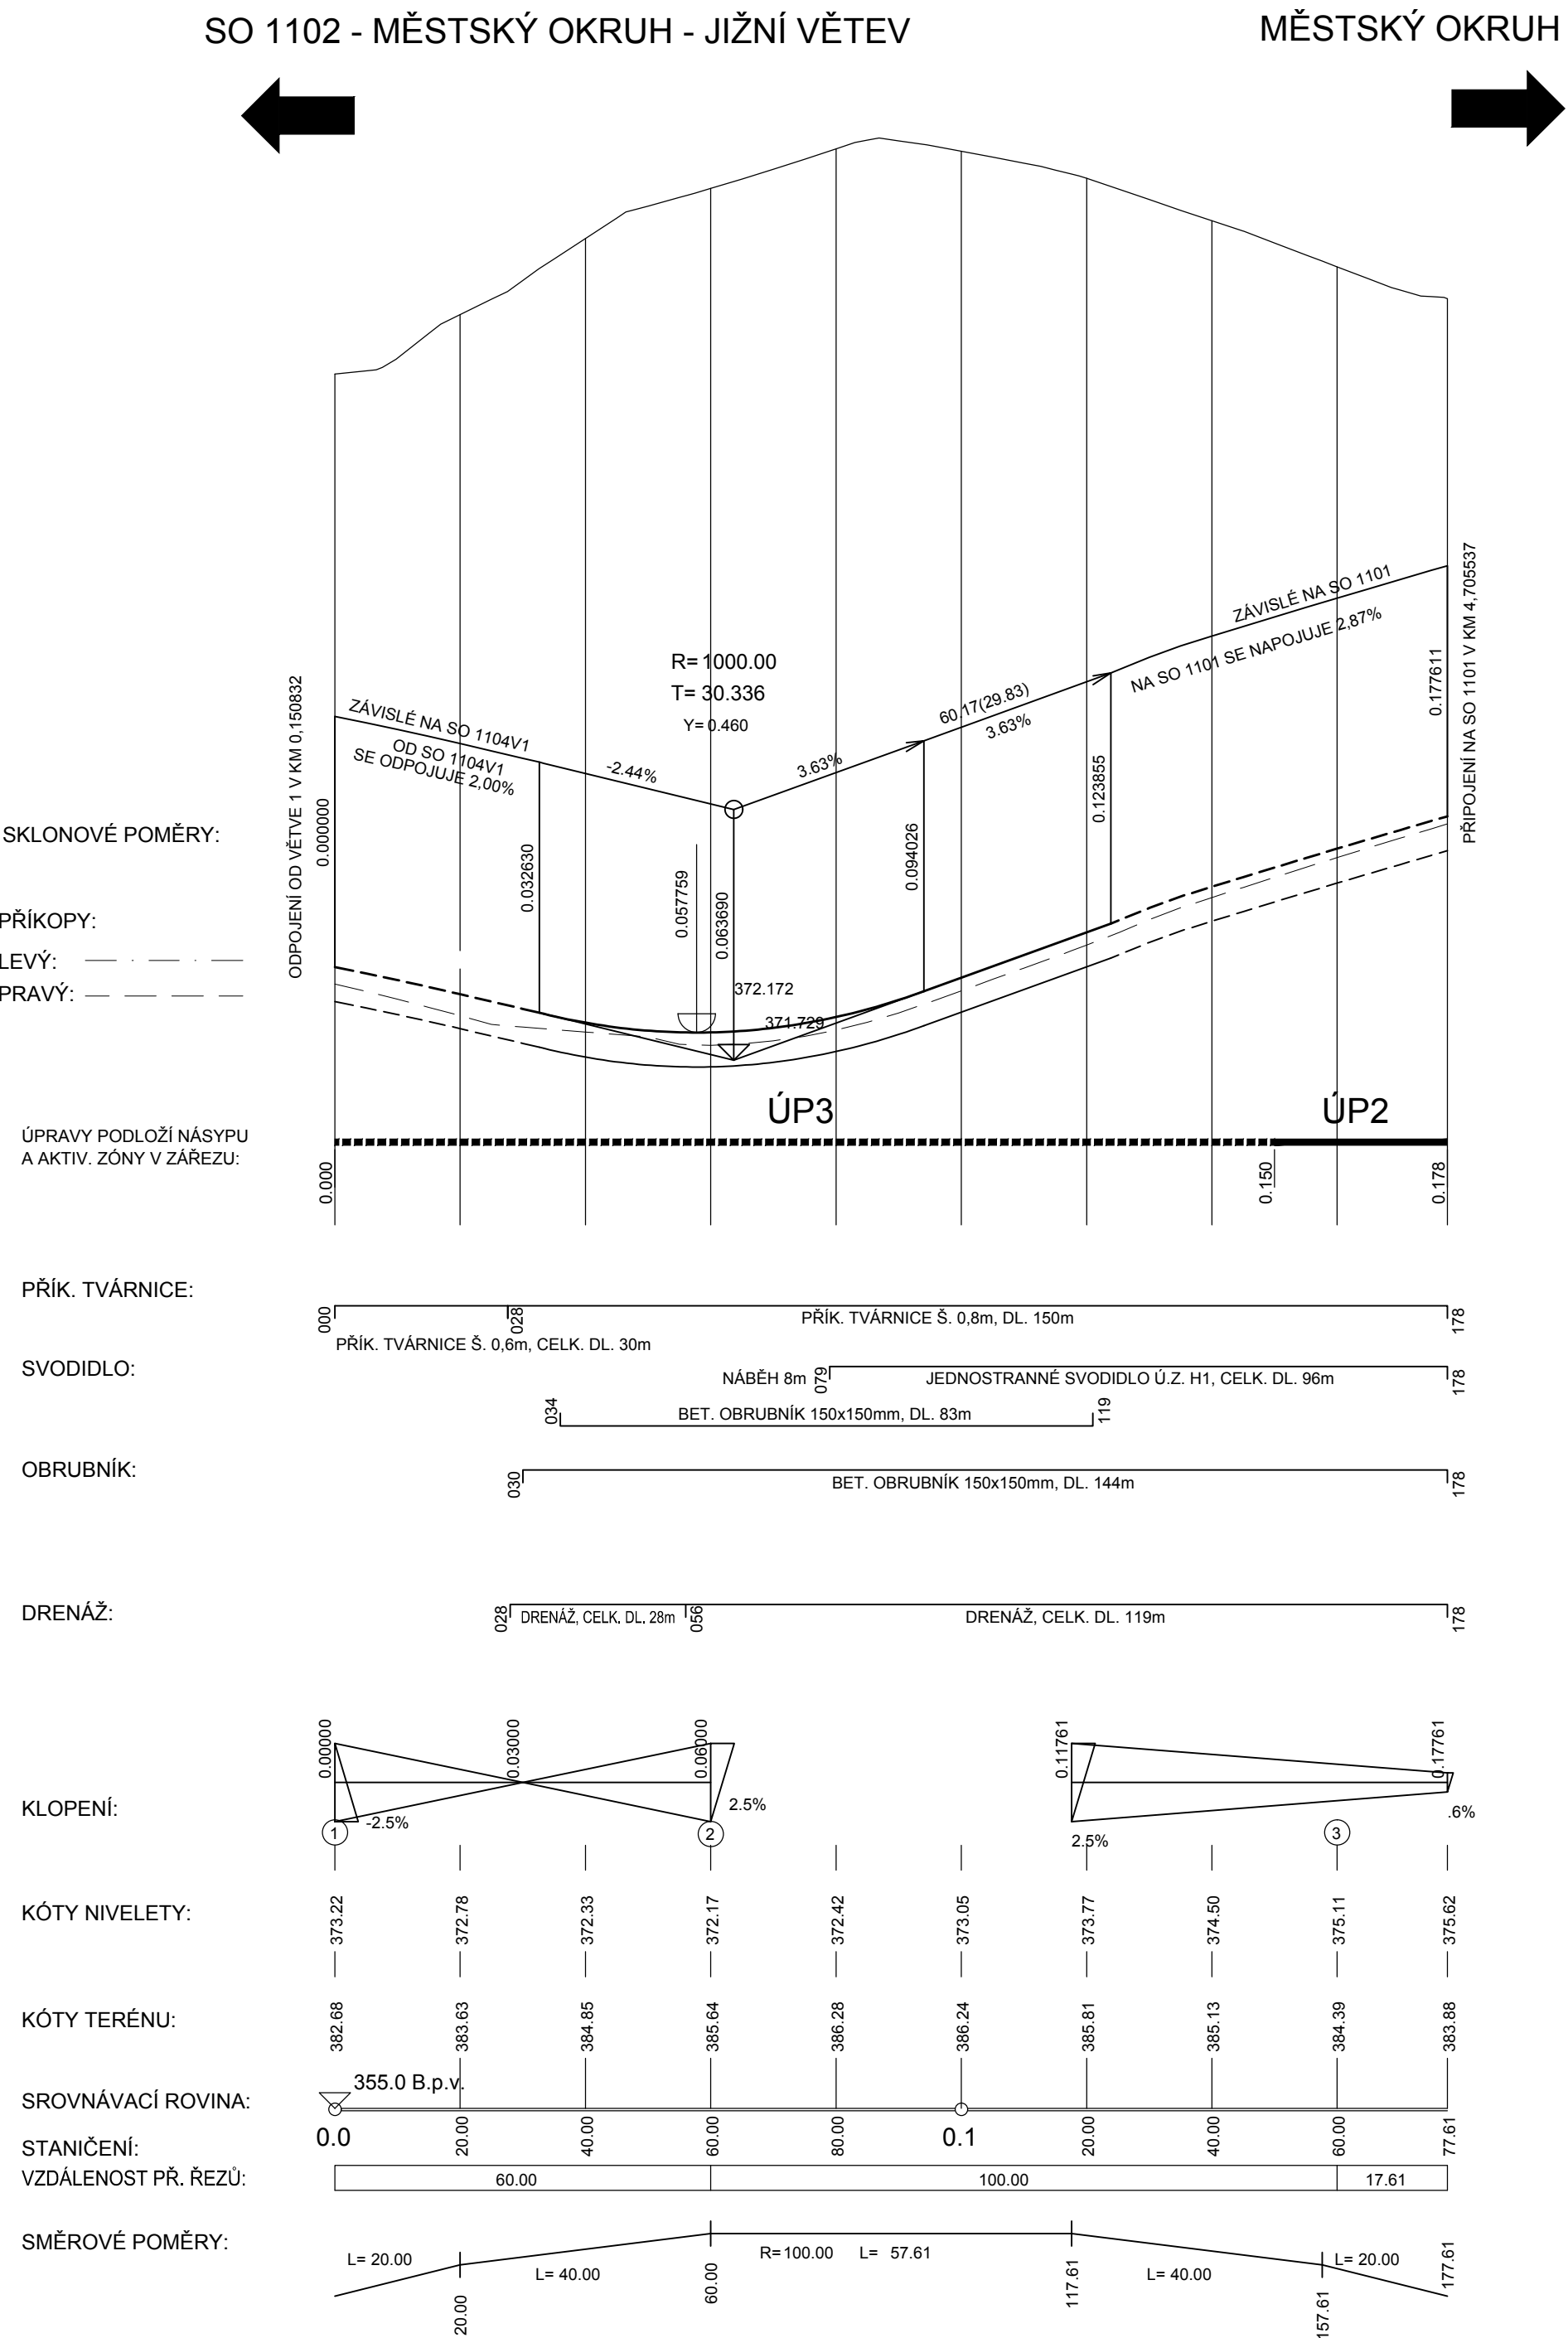 SO 1102 - MĚSTSKÝ OKRUH - JIŽNÍ VĚTEV
MĚSTSKÝ OKRUH
R= 1000.00
T= 30.336
Y= 0.460
ZÁVISLÉ NA SO 1104V1
OD SO 1104V1
SE ODPOJUJE 2,00%
-2.44%
3.63%
60.17(29.83)
3.63%
ZÁVISLÉ NA SO 1101
NA SO 1101 SE NAPOJUJE 2,87%
ODPOJENÍ OD VĚTVE 1 V KM 0,150832
0.000000
0.032630
0.057759
0.063690
0.094026
0.123855
0.177611
PŘIPOJENÍ NA SO 1101 V KM 4,705537
372.172
371.729
SKLONOVÉ POMĚRY:
PŘÍKOPY:
LEVÝ:
PRAVÝ:
ÚP3
ÚP2
ÚPRAVY PODLOŽÍ NÁSYPU
A AKTIV. ZÓNY V ZÁŘEZU:
0.000
0.150
0.178
PŘÍK. TVÁRNICE:
000
028
PŘÍK. TVÁRNICE Š. 0,8m, DL. 150m
178
PŘÍK. TVÁRNICE Š. 0,6m, CELK. DL. 30m
SVODIDLO:
NÁBĚH 8m
079
JEDNOSTRANNÉ SVODIDLO Ú.Z. H1, CELK. DL. 96m
178
034
BET. OBRUBNÍK 150x150mm, DL. 83m
119
OBRUBNÍK:
030
BET. OBRUBNÍK 150x150mm, DL. 144m
178
DRENÁŽ:
028
DRENÁŽ, CELK. DL. 28m
056
DRENÁŽ, CELK. DL. 119m
178
KLOPENÍ:
0.00000
0.03000
0.06000
0.11761
0.17761
-2.5%
2.5%
2.5%
.6%
1
2
3
KÓTY NIVELETY:
373.22
372.78
372.33
372.17
372.42
373.05
373.77
374.50
375.11
375.62
KÓTY TERÉNU:
382.68
383.63
384.85
385.64
386.28
386.24
385.81
385.13
384.39
383.88
SROVNÁVACÍ ROVINA:
355.0 B.p.v.
STANIČENÍ:
0.0
20.00
40.00
60.00
80.00
0.1
20.00
40.00
60.00
77.61
VZDÁLENOST PŘ. ŘEZŮ:
60.00
100.00
17.61
SMĚROVÉ POMĚRY:
L= 20.00
20.00
L= 40.00
60.00
R=100.00 L= 57.61
117.61
L= 40.00
157.61
L= 20.00
177.61